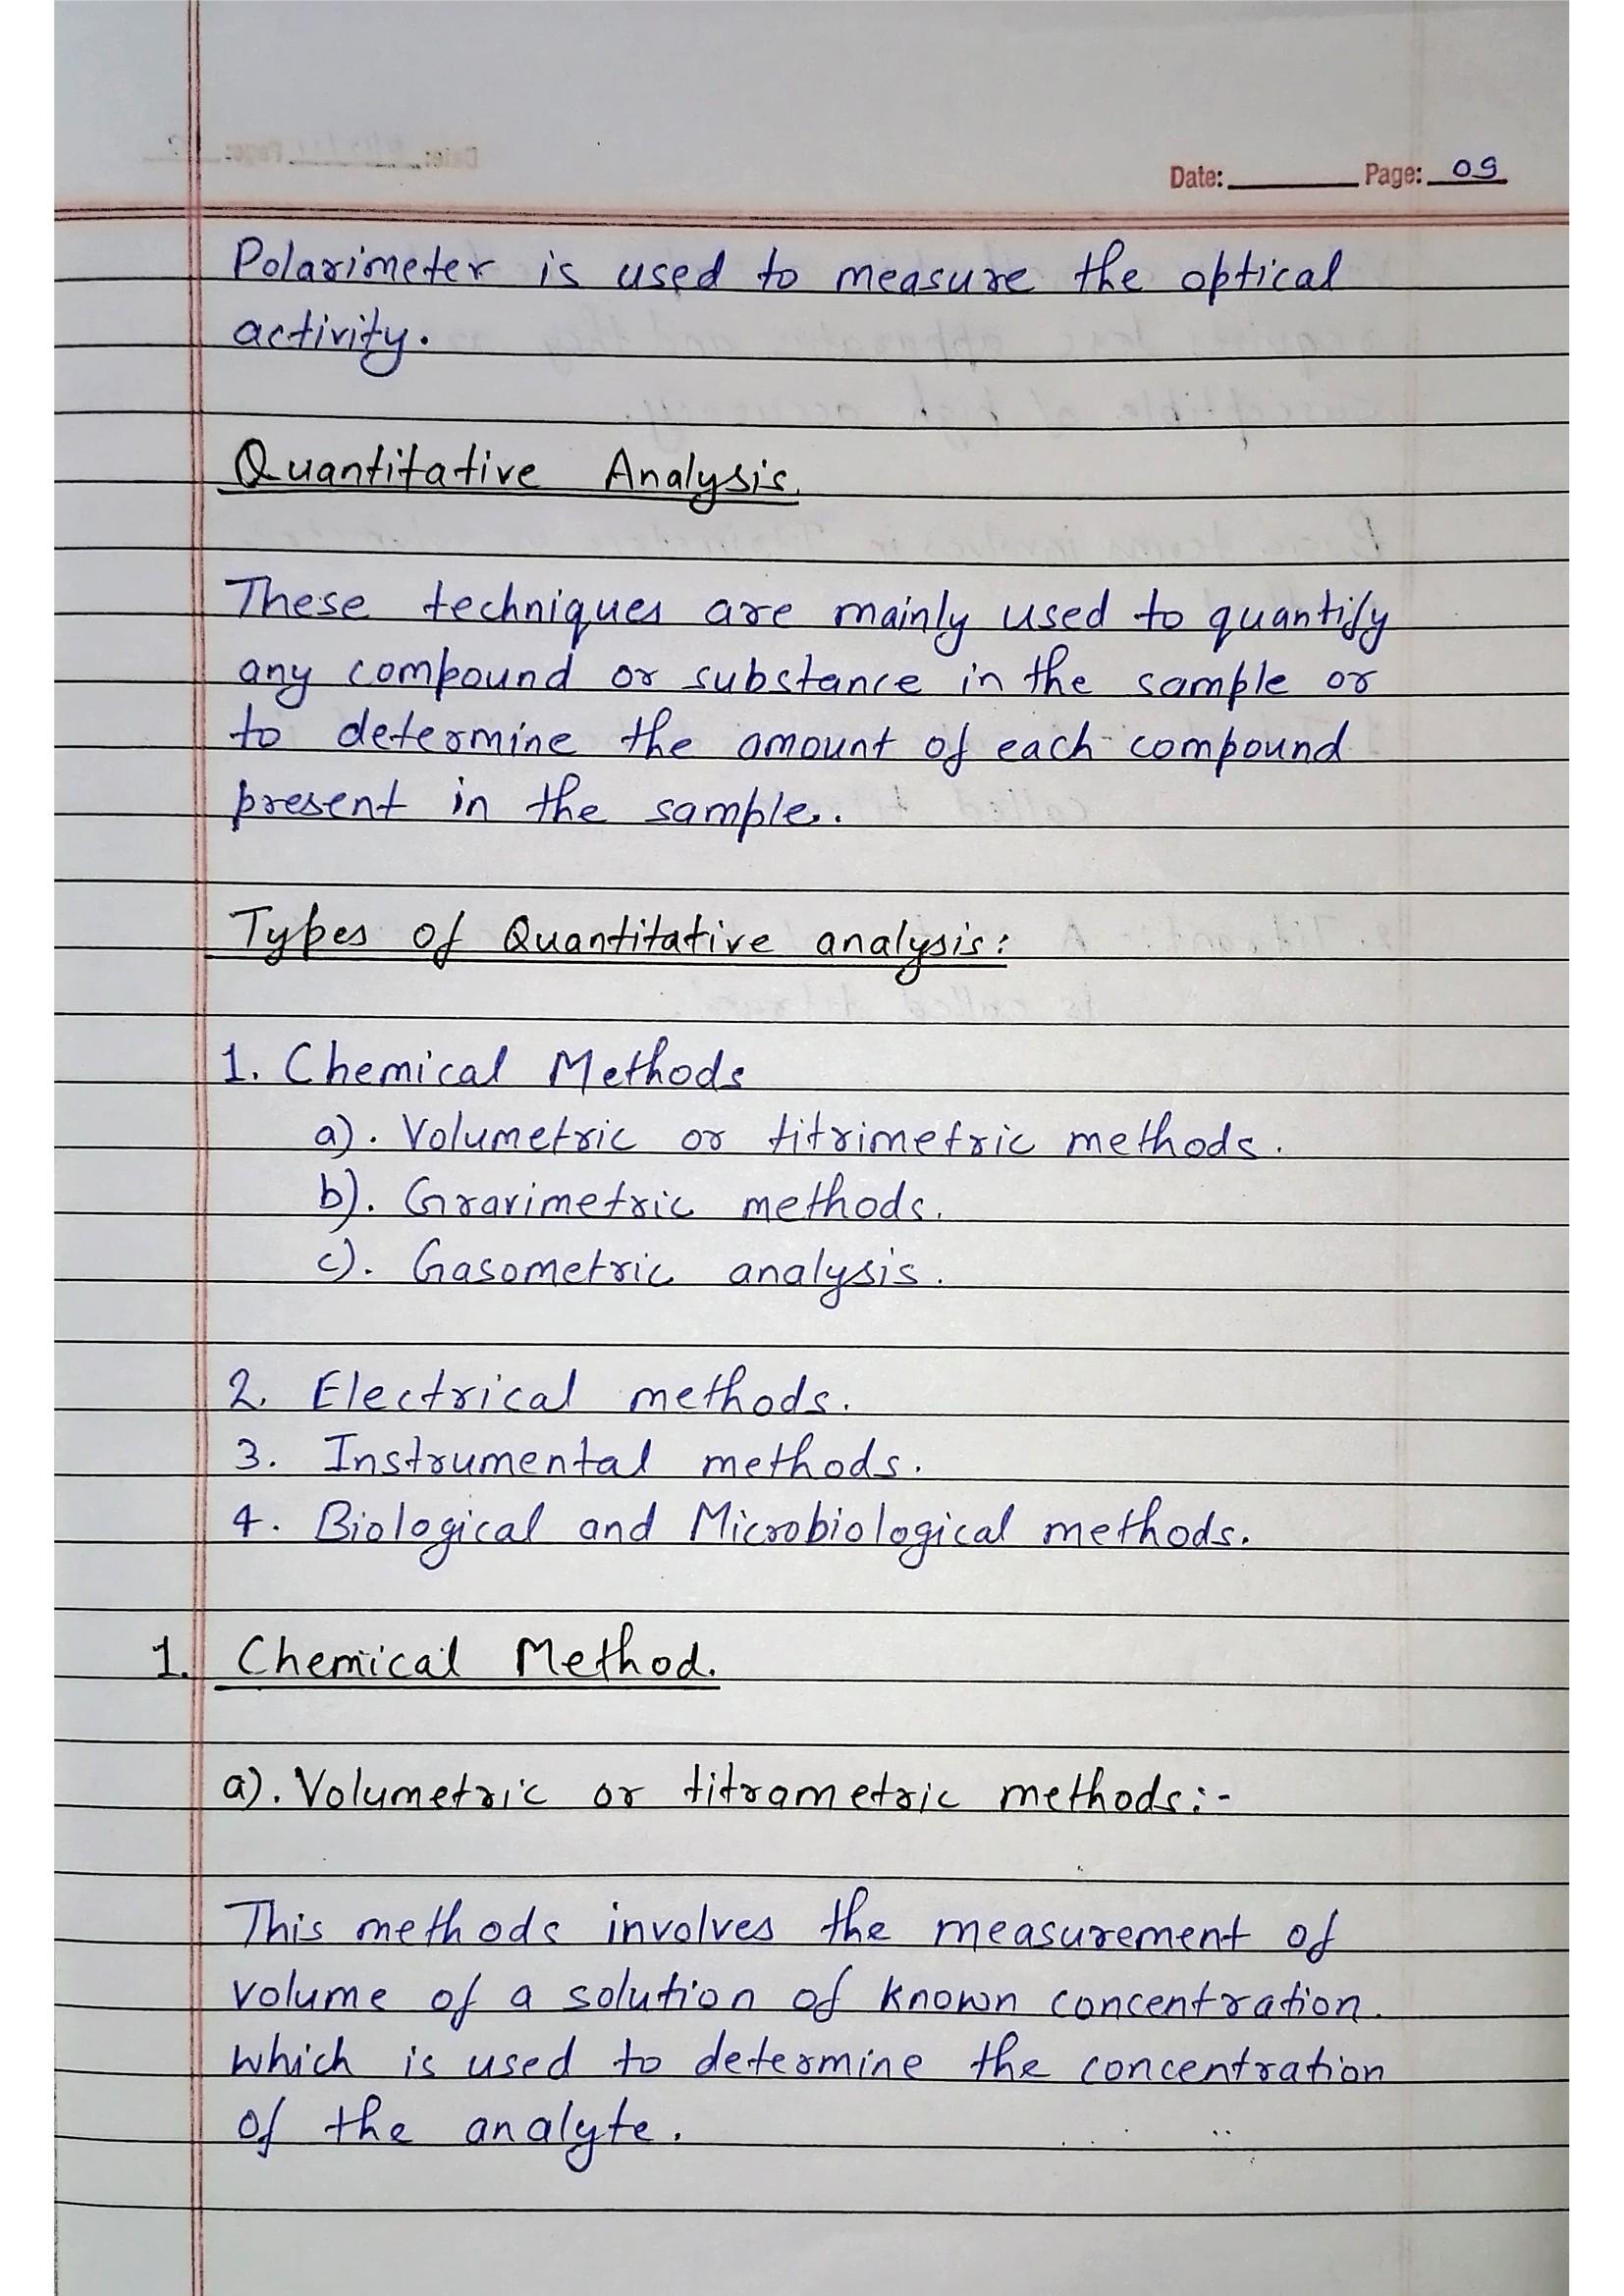 Date: Page: 09
Polarimeter is used to measure the optical
activity.
Quantitative Analysis.
These techniques are mainly used to quantify
any compound or substance in the sample or
to determine the amount of each compound
present in the sample.
Types of Quantitative analysis:
1. Chemical Methods
a). Volumetric or titrimetric methods.
b). Gravimetric methods.
c). Gasometric analysis.
2. Electrical methods.
3. Instrumental methods.
4. Biological and Microbiological methods.
1. Chemical Method.
a). Volumetric or titrametric methods:-
This methods involves the measurement of
volume of a solution of known concentration.
which is used to determine the concentration
of the analyte.